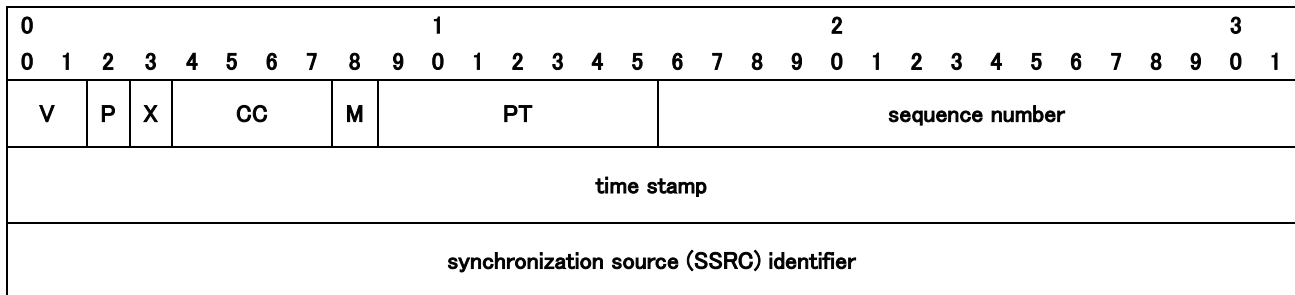 0 1 2 3
0 1 2 3 4 5 6 7 8 9 0 1 2 3 4 5 6 7 8 9 0 1 2 3 4 5 6 7 8 9 0 1
V P X CC M PT sequence number
time stamp
synchronization source (SSRC) identifier